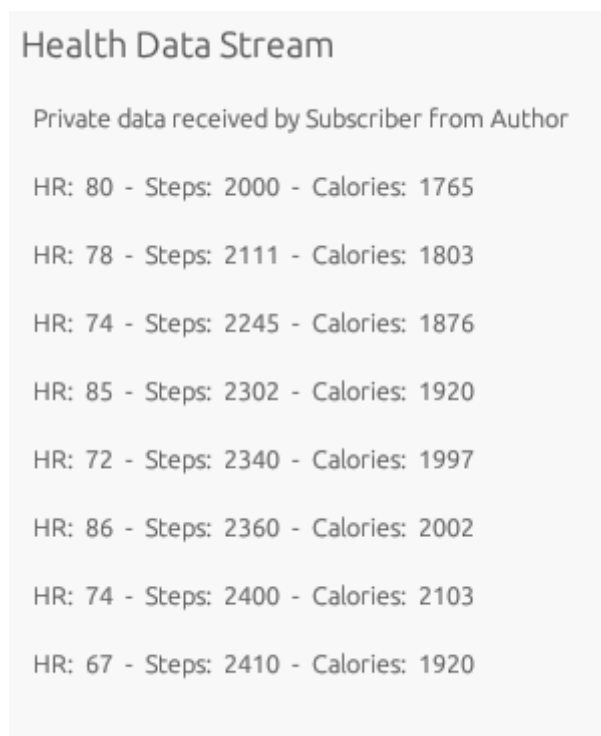 Health Data Stream
Private data received by Subscriber from Author
HR: 80 - Steps: 2000 - Calories: 1765
HR: 78 - Steps: 2111 - Calories: 1803
HR: 74 - Steps: 2245 - Calories: 1876
HR: 85 - Steps: 2302 - Calories: 1920
HR: 72 - Steps: 2340 - Calories: 1997
HR: 86 - Steps: 2360 - Calories: 2002
HR: 74 - Steps: 2400 - Calories: 2103
HR: 67 - Steps: 2410 - Calories: 1920